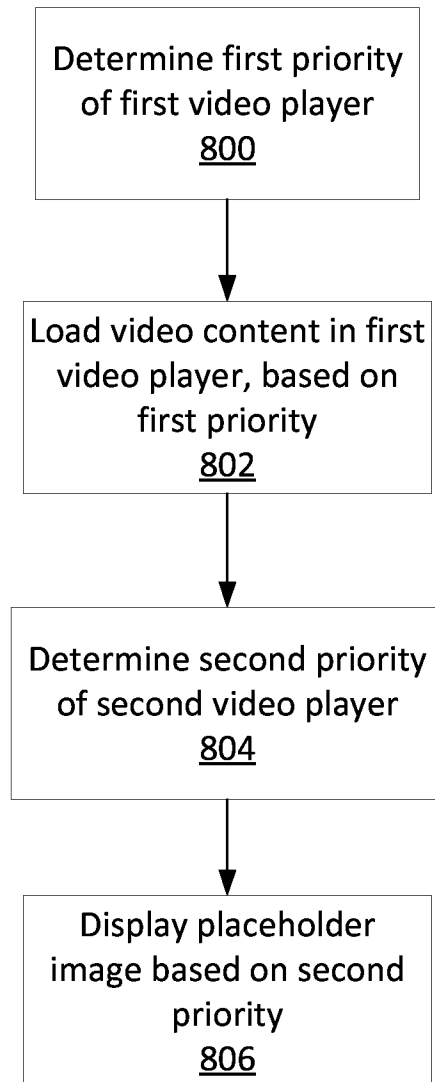 Determine first priority
of first video player
800
Load video content in first
video player, based on
first priority
802
Determine second priority
of second video player
804
Display placeholder
image based on second
priority
806